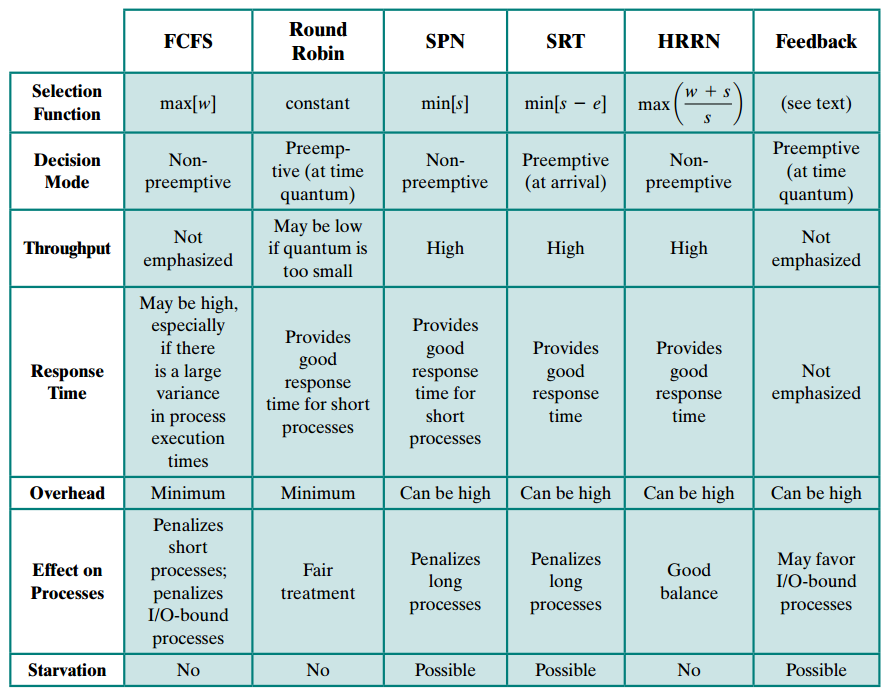 FCFS
Round
Robin
SPN
SRT
HRRN
Feedback
Selection
Function
max[w]
constant
min[s]
min[s − e]
max((w + s)/s)
(see text)
Decision
Mode
Non-
preemptive
Preemp-
tive (at time
quantum)
Non-
preemptive
Preemptive
(at arrival)
Non-
preemptive
Preemptive
(at time
quantum)
Throughput
Not
emphasized
May be low
if quantum is
too small
High
High
High
Not
emphasized
Response
Time
May be high,
especially
if there
is a large
variance
in process
execution
times
Provides
good
response
time for short
processes
Provides
good
response
time for
short
processes
Provides
good
response
time
Provides
good
response
time
Not
emphasized
Overhead
Minimum
Minimum
Can be high
Can be high
Can be high
Can be high
Effect on
Processes
Penalizes
short
processes;
penalizes
I/O-bound
processes
Fair
treatment
Penalizes
long
processes
Penalizes
long
processes
Good
balance
May favor
I/O-bound
processes
Starvation
No
No
Possible
Possible
No
Possible